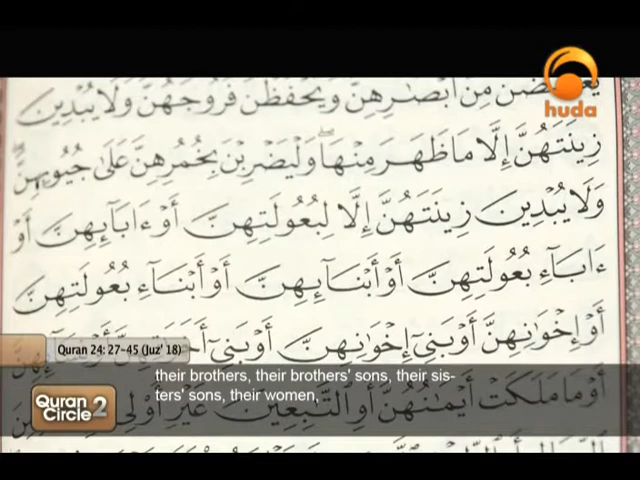 يَغْضُضْنَ مِنْ أَبْصَٰرِهِنَّ وَيَحْفَظْنَ فُرُوجَهُنَّ وَلَا يُبْدِينَ
huda
زِينَتَهُنَّ إِلَّا مَا ظَهَرَ مِنْهَا ۖ وَلْيَضْرِبْنَ بِخُمُرِهِنَّ عَلَىٰ جُيُوبِهِنَّ ۖ
وَلَا يُبْدِينَ زِينَتَهُنَّ إِلَّا لِبُعُولَتِهِنَّ أَوْ ءَابَآئِهِنَّ أَوْ
ءَابَآءِ بُعُولَتِهِنَّ أَوْ أَبْنَآئِهِنَّ أَوْ أَبْنَآءِ بُعُولَتِهِنَّ
أَوْ إِخْوَٰنِهِنَّ أَوْ بَنِىٓ إِخْوَٰنِهِنَّ أَوْ بَنِىٓ
Quran 24: 27-45 (Juz' 18)
their brothers, their brothers' sons, their sis-
ters' sons, their women,
أَوْ مَا مَلَكَتْ أَيْمَٰنُهُنَّ أَوِ ٱلتَّٰبِعِينَ غَيْرِ أُو۟لِى
Quran
Circle 2